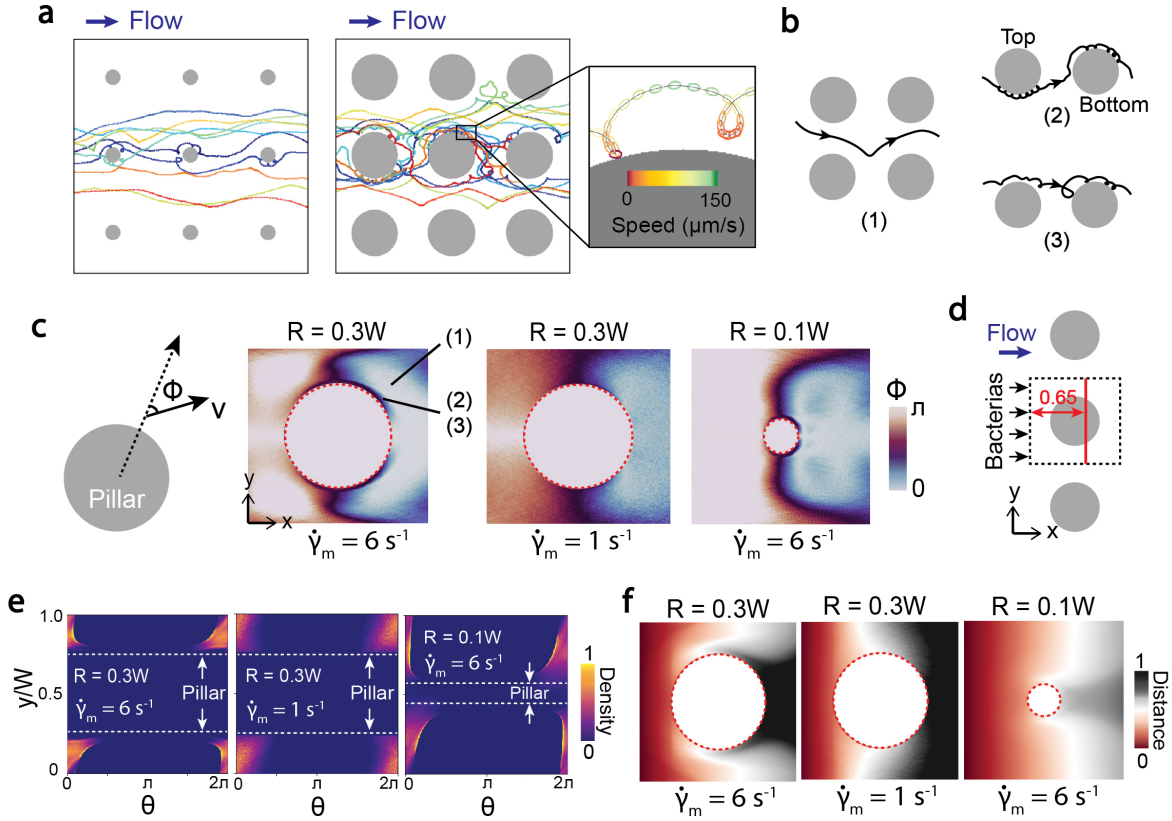 a
Flow
Flow
0
150
Speed (μm/s)
b
(1)
Top
Bottom
(2)
(3)
c
Φ
v
Pillar
R = 0.3W
(1)
(2)
(3)
y
x
γ̇m = 6 s-1
R = 0.3W
γ̇m = 1 s-1
R = 0.1W
γ̇m = 6 s-1
Φ
л
0
d
Flow
Bacterias
0.65
y
x
e
y/W
1.0
0.5
0
R = 0.3W
γ̇m = 6 s-1
Pillar
0
л
2л
θ
R = 0.3W
γ̇m = 1 s-1
Pillar
0
л
2л
θ
R = 0.1W
γ̇m = 6 s-1
Pillar
0
л
2л
θ
1
0
Density
f
R = 0.3W
γ̇m = 6 s-1
R = 0.3W
γ̇m = 1 s-1
R = 0.1W
γ̇m = 6 s-1
1
0
Distance